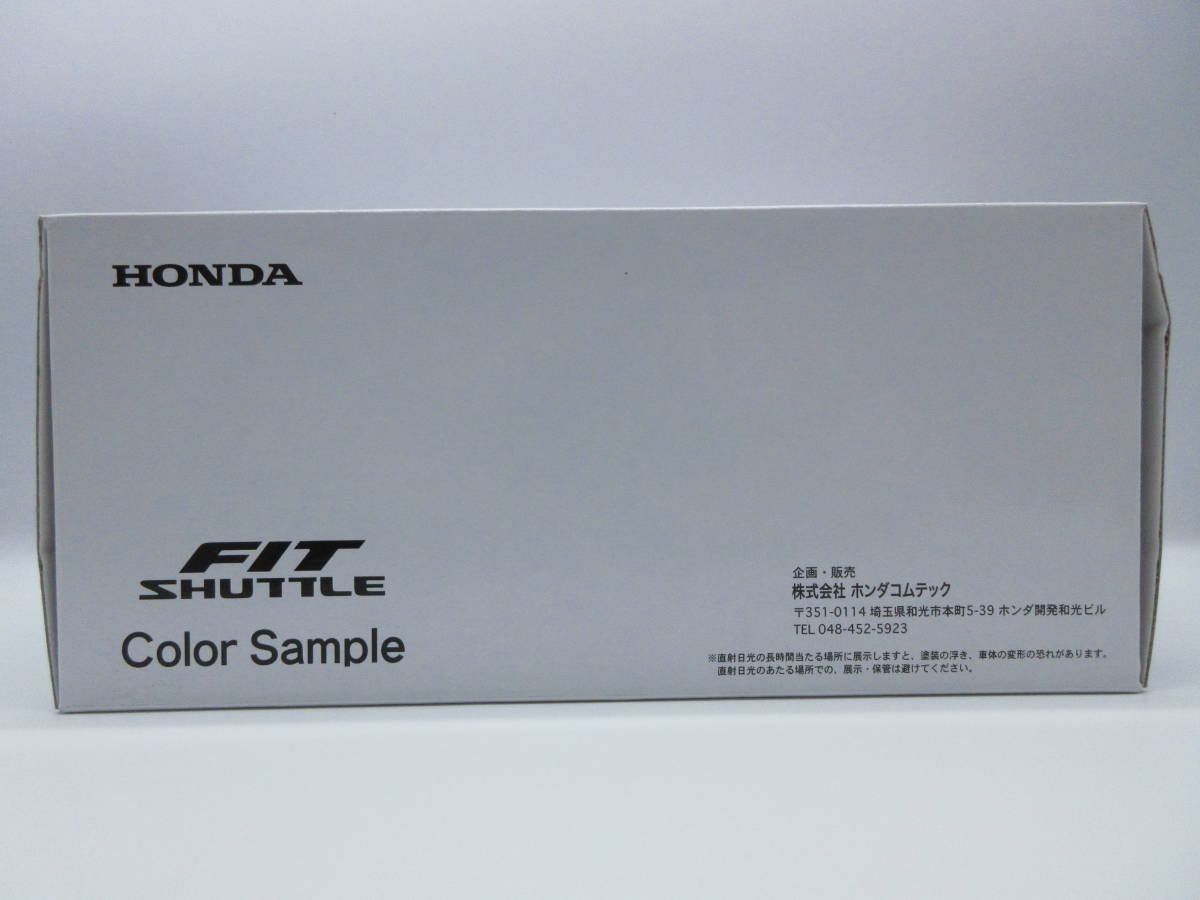 HONDA
FIT
SHUTTLE
Color Sample
企画・販売
株式会社 ホンダコムテック
〒351-0114 埼玉県和光市本町5-39 ホンダ開発和光ビル
TEL 048-452-5923
※直射日光の長時間当たる場所に展示しますと、塗装の浮き、車体の変形の恐れがあります。
直射日光のあたる場所での、展示・保管は避けてください。